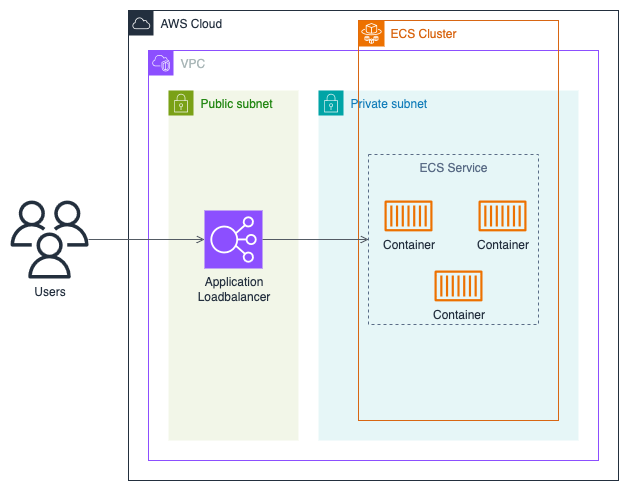 AWS Cloud
ECS Cluster
VPC
Public subnet
Private subnet
ECS Service
Container
Container
Users
Application
Loadbalancer
Container